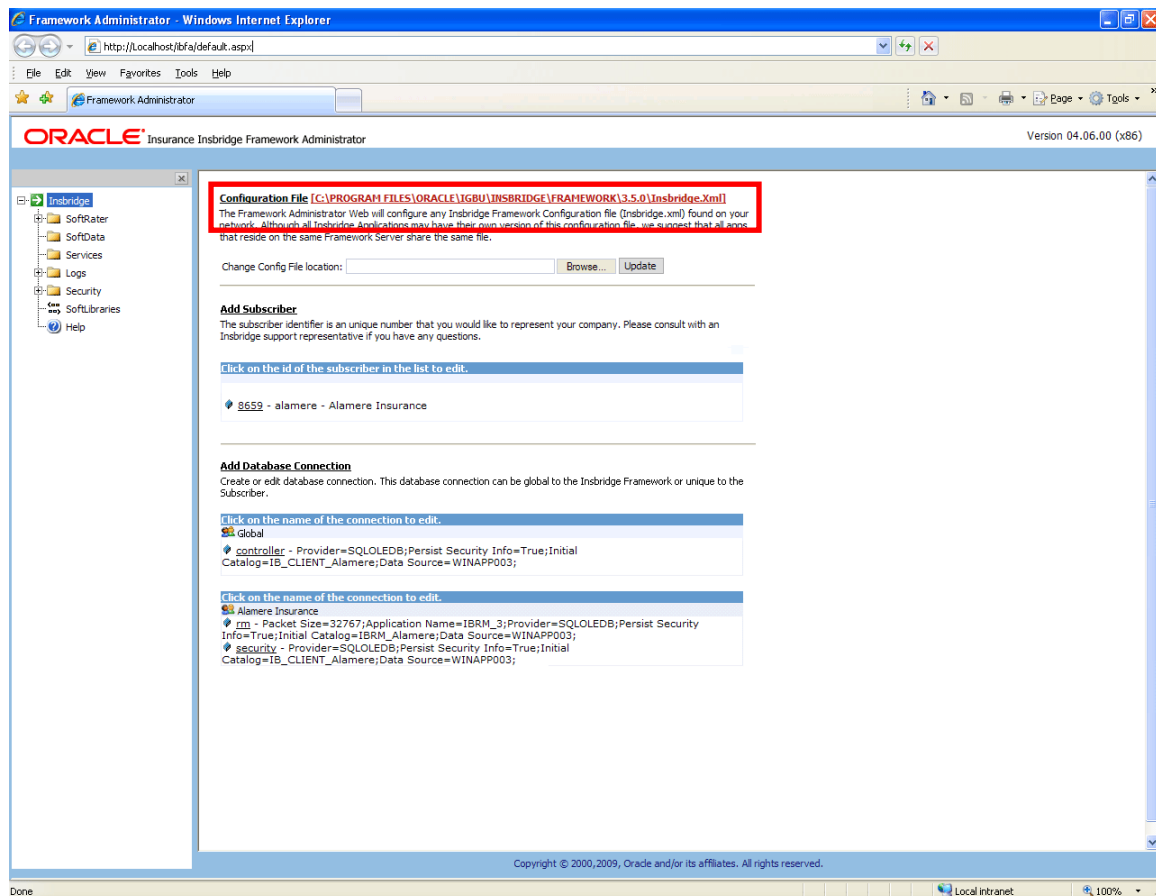 Framework Administrator - Windows Internet Explorer
http://Localhost/ibfa/default.aspx
File Edit View Favorites Tools Help
Framework Administrator
Page Tools
ORACLE Insurance Insbridge Framework Administrator
Version 04.06.00 (x86)
Insbridge
SoftRater
SoftData
Services
Logs
Security
SoftLibraries
Help
Configuration File [C:\PROGRAM FILES\ORACLE\IGBU\INSBRIDGE\FRAMEWORK\3.5.0\Insbridge.Xml]
The Framework Administrator Web will configure any Insbridge Framework Configuration file (Insbridge.xml) found on your
network. Although all Insbridge Applications may have their own version of this configuration file, we suggest that all apps
that reside on the same Framework Server share the same file.
Change Config File location: Browse... Update
Add Subscriber
The subscriber identifier is an unique number that you would like to represent your company. Please consult with an
Insbridge support representative if you have any questions.
Click on the id of the subscriber in the list to edit.
8659 - alamere - Alamere Insurance
Add Database Connection
Create or edit database connection. This database connection can be global to the Insbridge Framework or unique to the
Subscriber.
Click on the name of the connection to edit.
Global
controller - Provider=SQLOLEDB;Persist Security Info=True;Initial
Catalog=IB_CLIENT_Alamere;Data Source=WINAPP003;
Click on the name of the connection to edit.
Alamere Insurance
rm - Packet Size=32767;Application Name=IBRM_3;Provider=SQLOLEDB;Persist Security
Info=True;Initial Catalog=IBRM_Alamere;Data Source=WINAPP003;
security - Provider=SQLOLEDB;Persist Security Info=True;Initial
Catalog=IB_CLIENT_Alamere;Data Source=WINAPP003;
Copyright © 2000,2009, Oracle and/or its affiliates. All rights reserved.
Done
Local intranet
100%